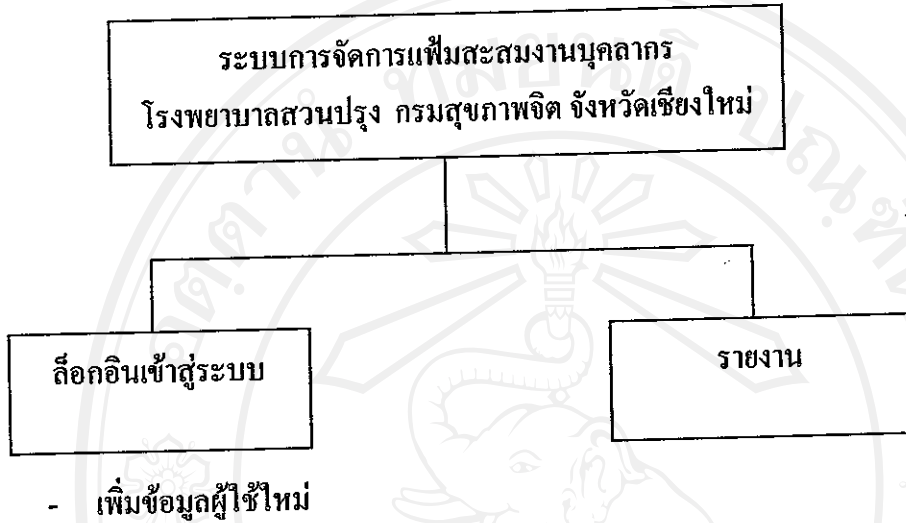 ระบบการจัดการแฟ้มสะสมงานบุคลากร
โรงพยาบาลสวนปรุง กรมสุขภาพจิต จังหวัดเชียงใหม่
ล็อกอินเข้าสู่ระบบ
รายงาน
- เพิ่มข้อมูลผู้ใช้ใหม่